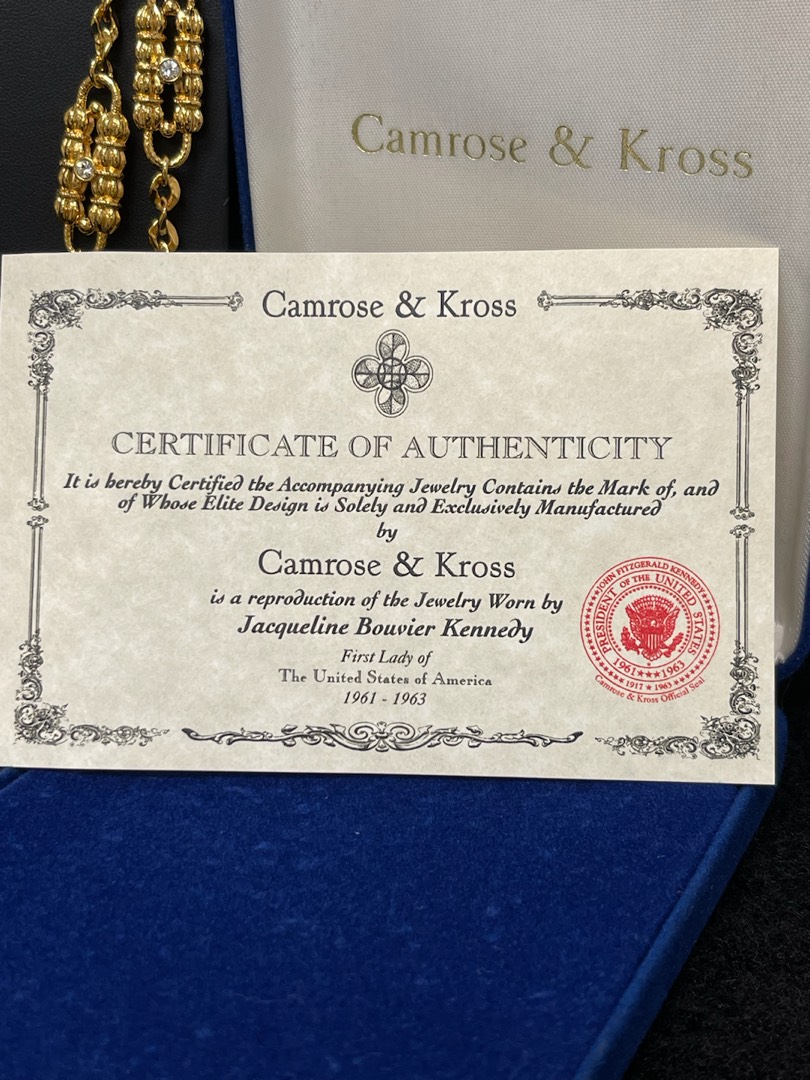 Camrose & Kross
Camrose & Kross
CERTIFICATE OF AUTHENTICITY
It is hereby Certified the Accompanying Jewelry Contains the Mark of, and
of Whose Elite Design is Solely and Exclusively Manufactured
by
Camrose & Kross
is a reproduction of the Jewelry Worn by
Jacqueline Bouvier Kennedy
First Lady of
The United States of America
1961 - 1963
JOHN FITZGERALD KENNEDY
PRESIDENT OF THE UNITED STATES
1961★★★1963
1917 ★ 1963
Camrose & Kross Official Seal